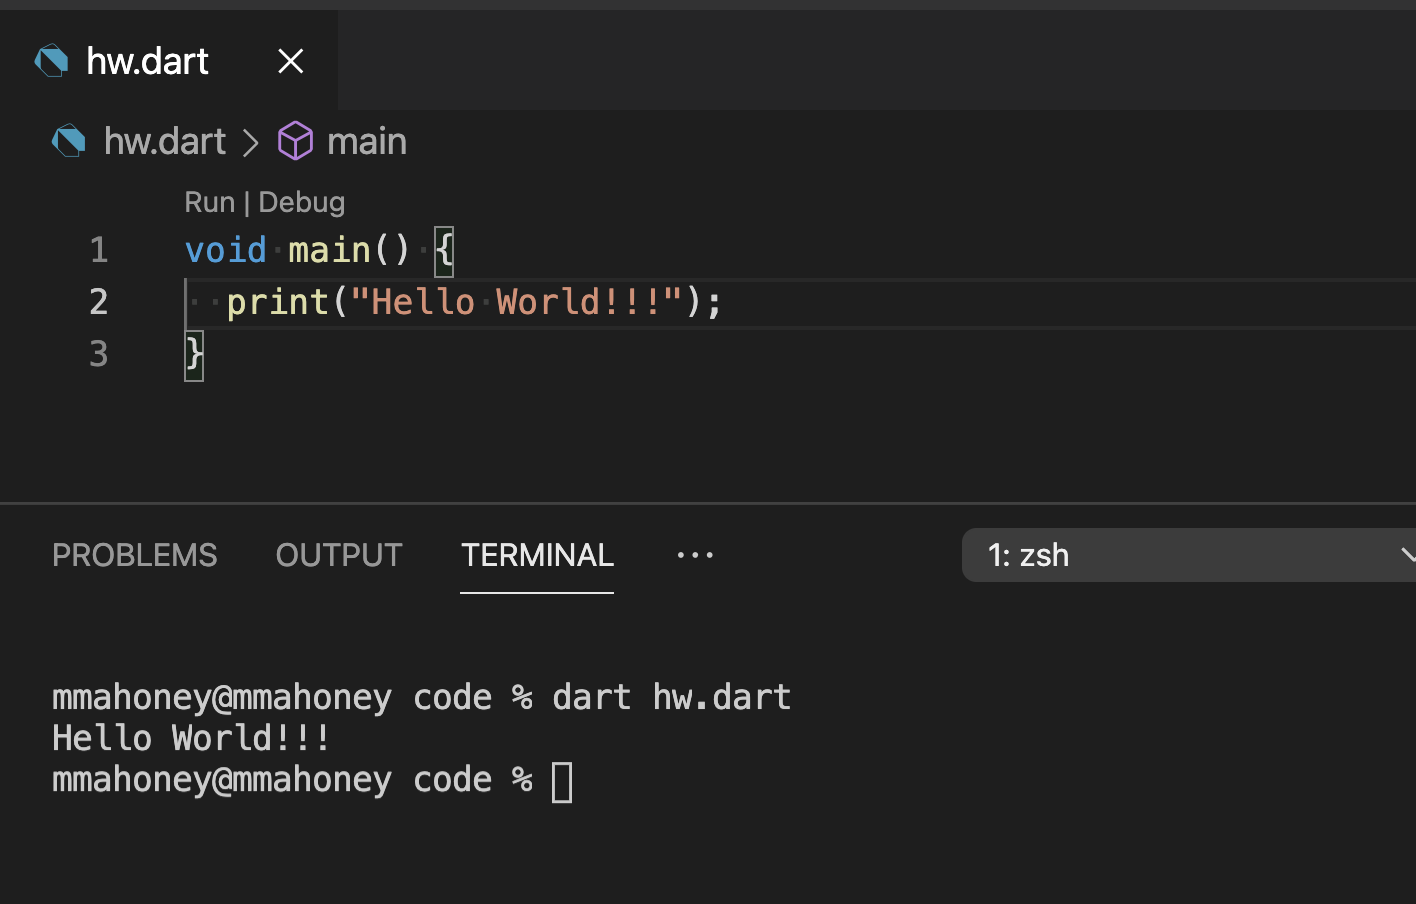 hw.dart
hw.dart > main
Run | Debug
1 void main() {
2 print("Hello World!!!");
3 }
PROBLEMS OUTPUT TERMINAL ··· 1: zsh
mmahoney@mmahoney code % dart hw.dart
Hello World!!!
mmahoney@mmahoney code %